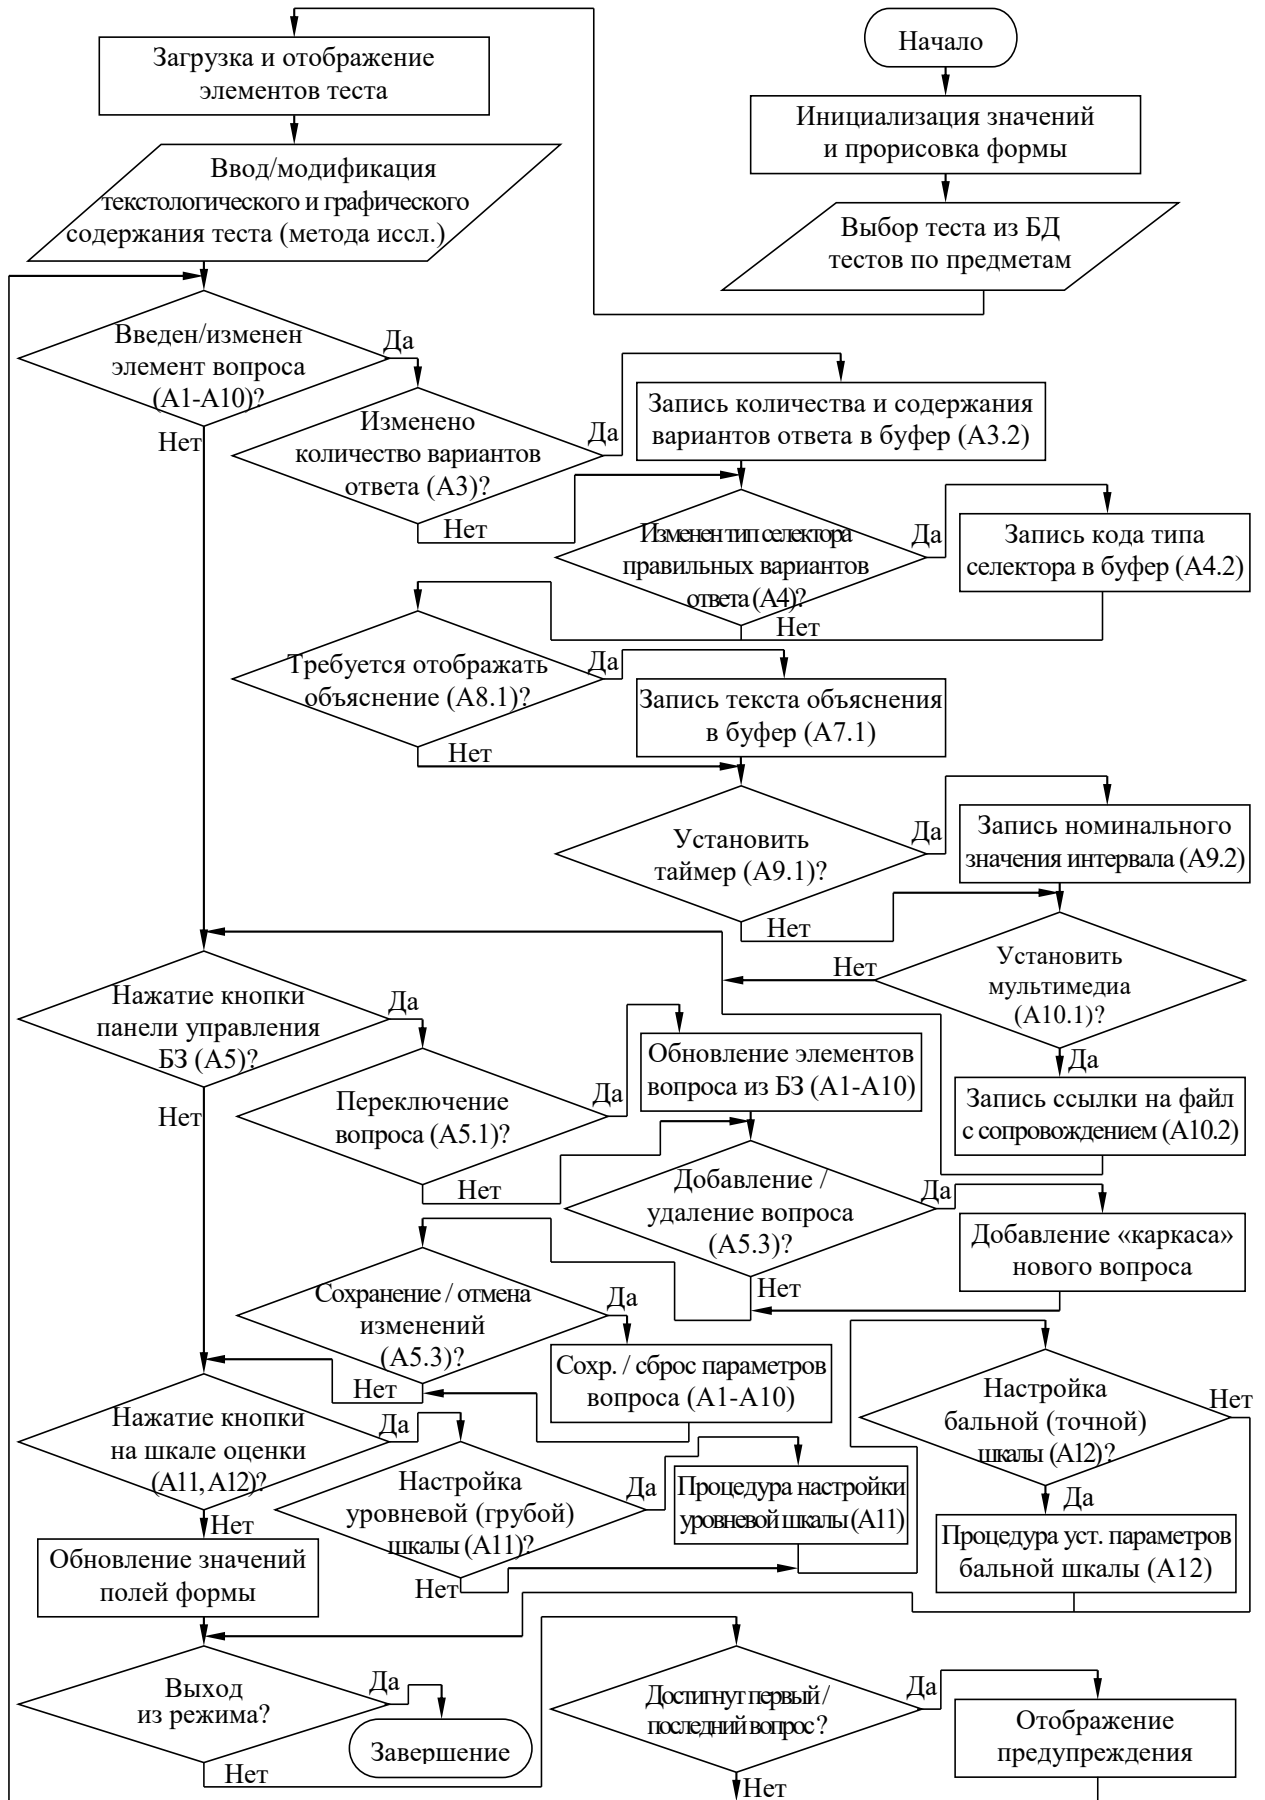 Начало
Инициализация значений
и прорисовка формы
Выбор теста из БД
тестов по предметам
Загрузка и отображение
элементов теста
Ввод/модификация
текстологического и графического
содержания теста (метода иссл.)
Введен/изменен
элемент вопроса
(А1-А10)?
Да
Нет
Изменено
количество вариантов
ответа (А3)?
Да
Нет
Запись количества и содержания
вариантов ответа в буфер (А3.2)
Изменен тип селектора
правильных вариантов
ответа (А4)?
Да
Нет
Запись кода типа
селектора в буфер (А4.2)
Требуется отображать
объяснение (А8.1)?
Да
Нет
Запись текста объяснения
в буфер (А7.1)
Установить
таймер (А9.1)?
Да
Нет
Запись номинального
значения интервала (А9.2)
Установить
мультимедиа
(А10.1)?
Нет
Да
Запись ссылки на файл
с сопровождением (А10.2)
Нажатие кнопки
панели управления
БЗ (А5)?
Да
Нет
Переключение
вопроса (А5.1)?
Да
Нет
Обновление элементов
вопроса из БЗ (А1-А10)
Добавление /
удаление вопроса
(А5.3)?
Да
Нет
Добавление «каркаса»
нового вопроса
Сохранение / отмена
изменений
(А5.3)?
Да
Нет
Сохр. / сброс параметров
вопроса (А1-А10)
Нажатие кнопки
на шкале оценки
(А11, А12)?
Да
Нет
Настройка
уровневой (грубой)
шкалы (А11)?
Да
Нет
Процедура настройки
уровневой шкалы (А11)
Настройка
бальной (точной)
шкалы (А12)?
Нет
Да
Процедура уст. параметров
бальной шкалы (А12)
Обновление значений
полей формы
Выход
из режима?
Да
Нет
Завершение
Достигнут первый /
последний вопрос ?
Да
Нет
Отображение
предупреждения